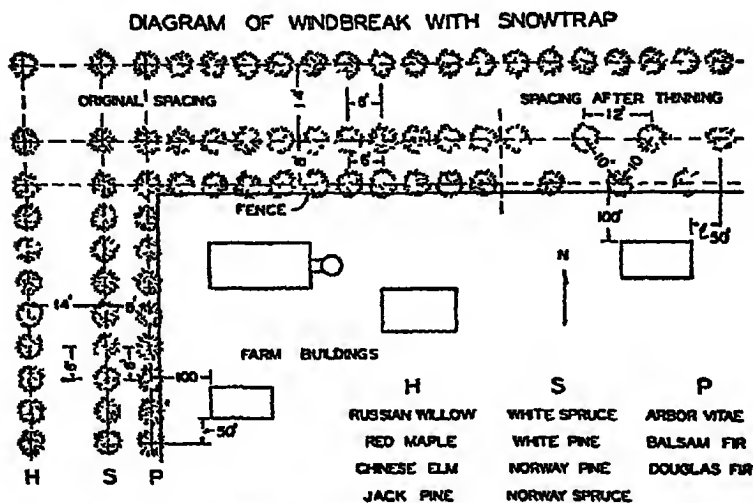 DIAGRAM OF WINDBREAK WITH SNOWTRAP
ORIGINAL SPACING
14'
6'
SPACING AFTER THINNING
12'
8'
6'
10'
10
FENCE
100'
50'
N
14'
8'
6'
6'
FARM BUILDINGS
100
50'
H S P
RUSSIAN WILLOW WHITE SPRUCE ARBOR VITAE
RED MAPLE WHITE PINE BALSAM FIR
CHINESE ELM NORWAY PINE DOUGLAS FIR
JACK PINE NORWAY SPRUCE
H S P